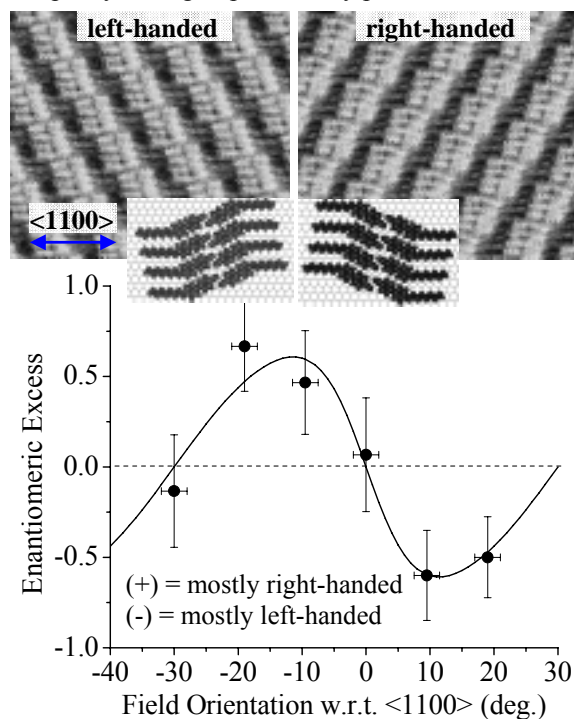 left-handed right-handed
<1100>
1.0
0.5
0.0
-0.5
-1.0
Enantiomeric Excess
(+) = mostly right-handed
(-) = mostly left-handed
-40 -30 -20 -10 0 10 20 30
Field Orientation w.r.t. <1100> (deg.)